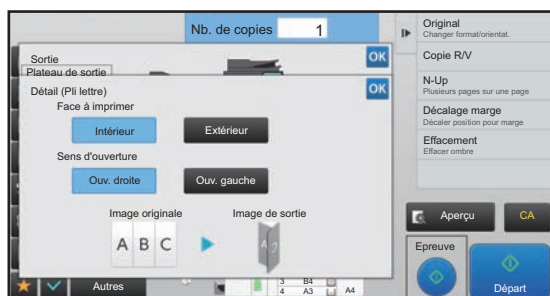 Nb. de copies 1
Original
Changer format/orientat.
Sortie
OK
Copie R/V
Plateau de sortie
N-Up
Plusieurs pages sur une page
Détail (Pli lettre)
OK
Face à imprimer
Décalage marge
Décaler position pour marge
Intérieur
Extérieur
Effacement
Effacer ombre
Sens d'ouverture
Ouv. droite
Ouv. gauche
Image originale
Image de sortie
Aperçu
CA
A B C
Epreuve
Autres
3 B4
4 A3
A4
Départ